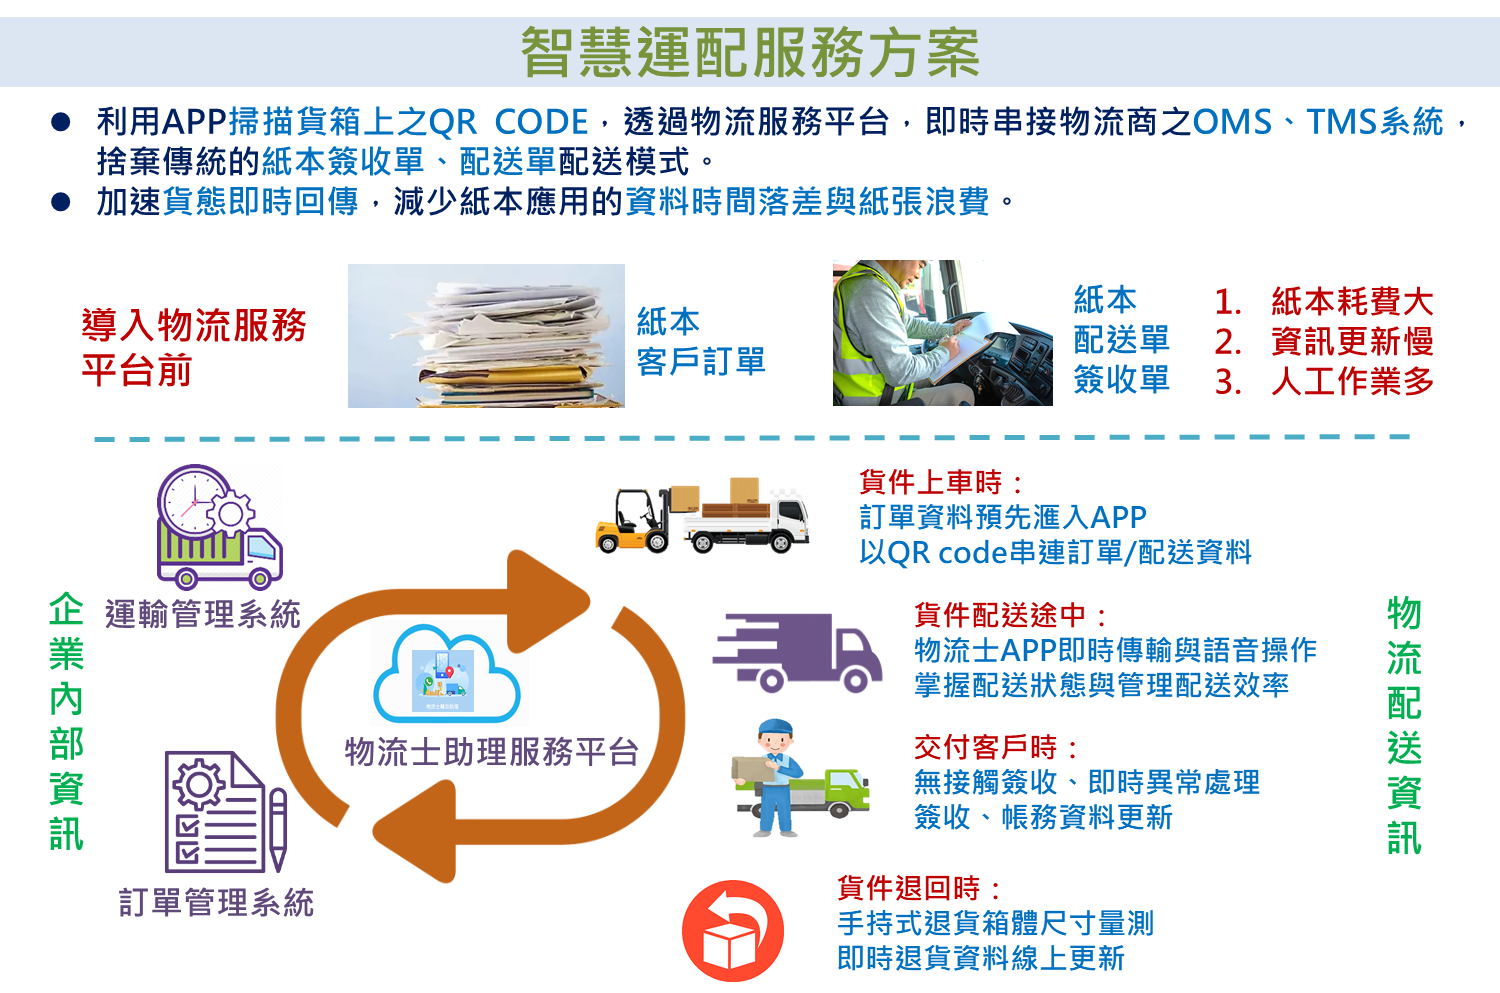 智慧運配服務方案
● 利用APP掃描貨箱上之QR CODE，透過物流服務平台，即時串接物流商之OMS、TMS系統，
捨棄傳統的紙本簽收單、配送單配送模式。
● 加速貨態即時回傳，減少紙本應用的資料時間落差與紙張浪費。
導入物流服務
平台前
紙本
客戶訂單
紙本
配送單
簽收單
1. 紙本耗費大
2. 資訊更新慢
3. 人工作業多
企業內部資訊
運輸管理系統
物流士助理服務平台
訂單管理系統
貨件上車時：
訂單資料預先滙入APP
以QR code串連訂單/配送資料
貨件配送途中：
物流士APP即時傳輸與語音操作
掌握配送狀態與管理配送效率
交付客戶時：
無接觸簽收、即時異常處理
簽收、帳務資料更新
貨件退回時：
手持式退貨箱體尺寸量測
即時退貨資料線上更新
物流配送資訊